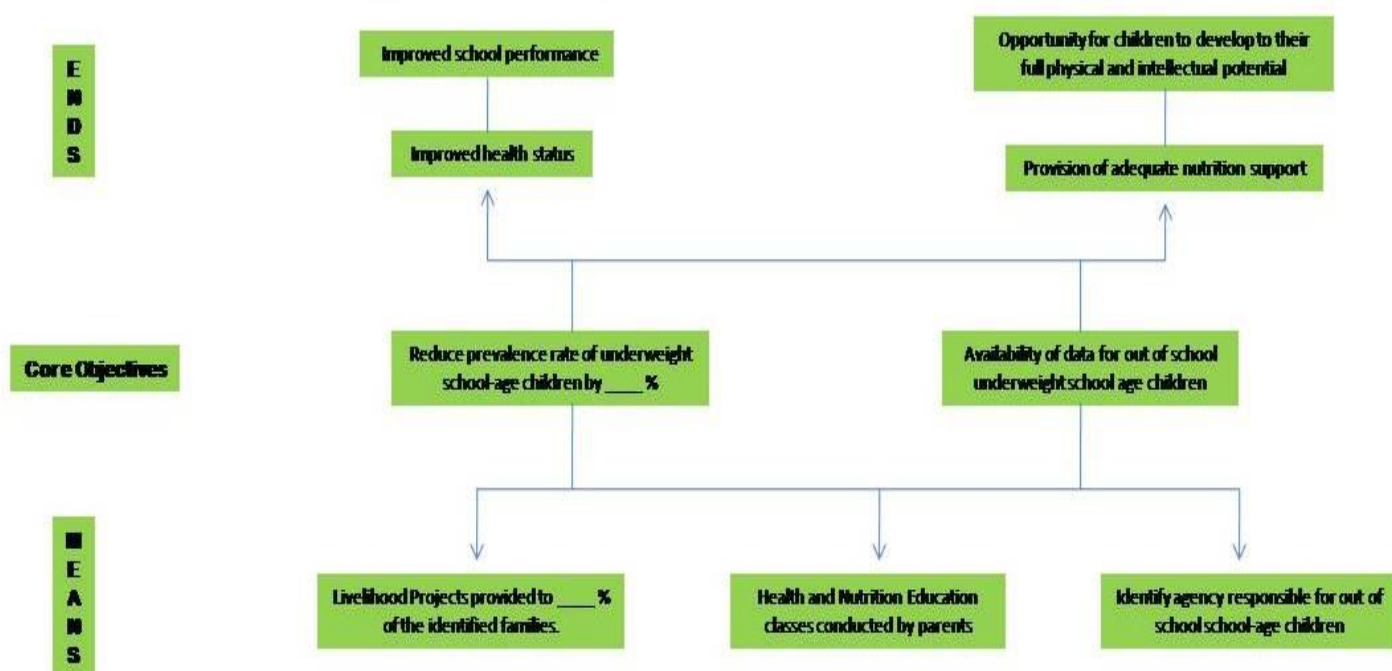 E
N
D
S
Improved school performance
Opportunity for children to develop to their
full physical and intellectual potential
Improved health status
Provision of adequate nutrition support
Core Objectives
Reduce prevalence rate of underweight
school-age children by ____ %
Availability of data for out of school
underweight school age children
M
E
A
N
S
Livelihood Projects provided to ____ %
of the identified families.
Health and Nutrition Education
classes conducted by parents
Identify agency responsible for out of
school school-age children